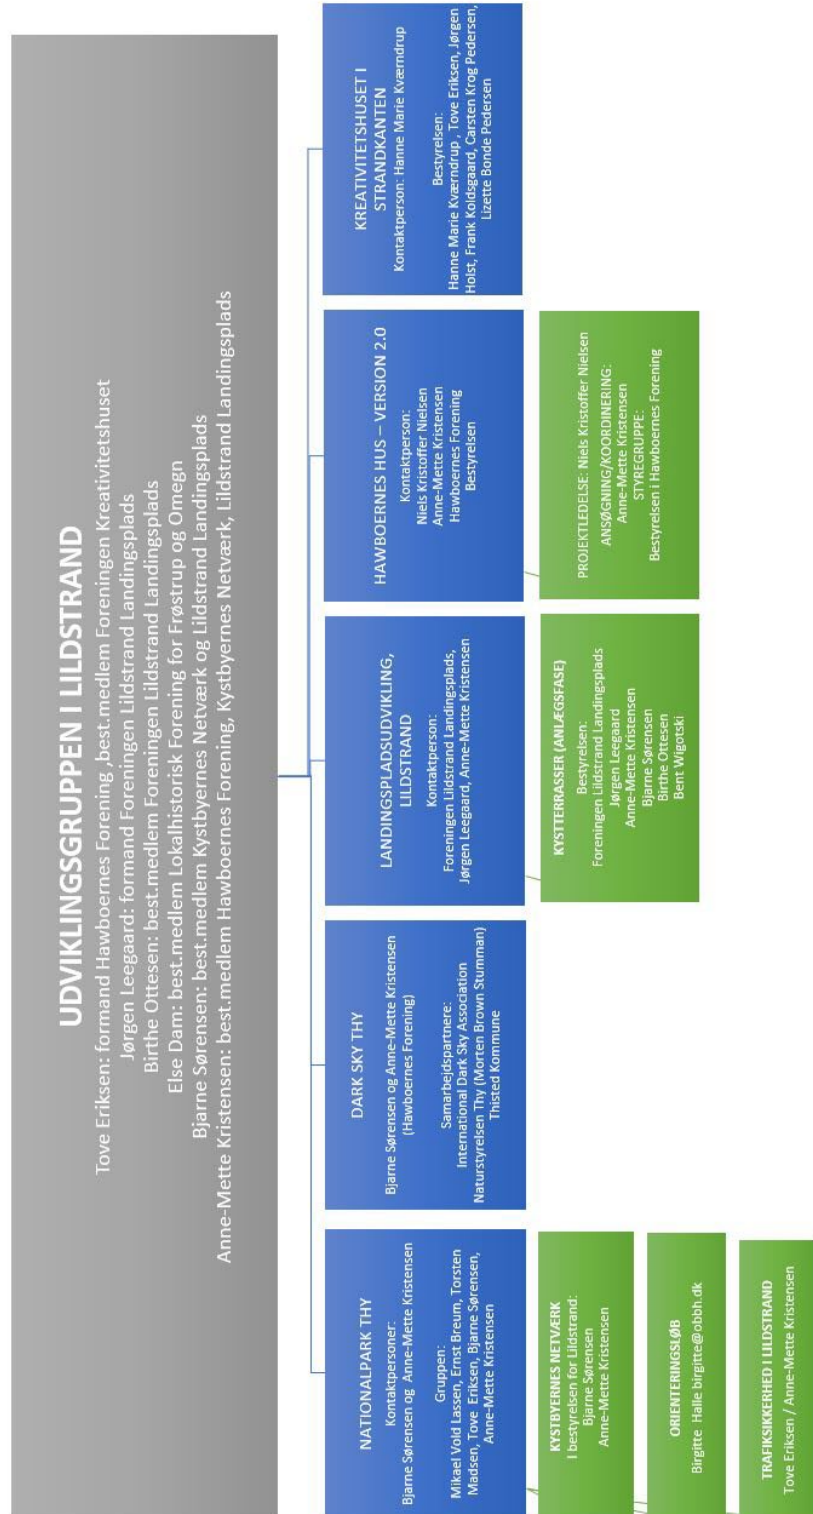 UDVIKLINGSGRUPPEN I LILDSTRAND
Tove Eriksen: formand Hawboernes Forening ,best.medlem Foreningen Kreativitetshuset
Jørgen Leegaard: formand Foreningen Lildstrand Landingsplads
Birthe Ottesen: best.medlem Foreningen Lildstrand Landingsplads
Else Dam: best.medlem Lokalhistorisk Forening for Frøstrup og Omegn
Bjarne Sørensen: best.medlem Kystbyernes Netværk og Lildstrand Landingsplads
Anne-Mette Kristensen: best.medlem Hawboernes Forening, Kystbyernes Netværk, Lildstrand Landingsplads
NATIONALPARK THY
Kontaktpersoner:
Bjarne Sørensen og Anne-Mette Kristensen
Gruppen:
Mikael Vold Lassen, Ernst Breum, Torsten
Madsen, Tove Eriksen, Bjarne Sørensen,
Anne-Mette Kristensen
KYSTBYERNES NETVÆRK
I bestyrelsen for Lildstrand:
Bjarne Sørensen
Anne-Mette Kristensen
ORIENTERINGSLØB
Birgitte Halle birgitte@obbh.dk
TRAFIKSIKKERHED I LILDSTRAND
Tove Eriksen / Anne-Mette Kristensen
DARK SKY THY
Bjarne Sørensen og Anne-Mette Kristensen
(Hawboernes Forening)
Samarbejdspartnere:
International Dark Sky Association
Naturstyrelsen Thy (Morten Brown Stumman)
Thisted Kommune
LANDINGSPLADSUDVIKLING,
LILDSTRAND
Kontaktperson:
Foreningen Lildstrand Landingsplads,
Jørgen Leegaard, Anne-Mette Kristensen
KYSTTERRASSER (ANLÆGSFASE)
Bestyrelsen:
Foreningen Lildstrand Landingsplads
Jørgen Leegaard
Anne-Mette Kristensen
Bjarne Sørensen
Birthe Ottesen
Bent Wigotski
HAWBOERNES HUS – VERSION 2.0
Kontaktperson:
Niels Kristoffer Nielsen
Anne-Mette Kristensen
Hawboernes Forening
Bestyrelsen
PROJEKTLEDELSE: Niels Kristoffer Nielsen
ANSØGNING/KOORDINERING:
Anne-Mette Kristensen
STYREGRUPPE:
Bestyrelsen i Hawboernes Forening
KREATIVITETSHUSET I
STRANDKANTEN
Kontaktperson: Hanne Marie Kværndrup
Bestyrelsen:
Hanne Marie Kværndrup , Tove Eriksen, Jørgen
Holst, Frank Koldsgaard, Carsten Krog Pedersen,
Lizette Bonde Pedersen